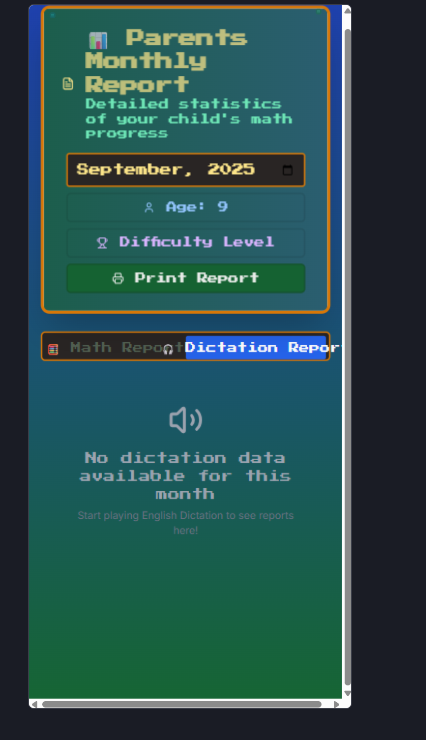 Parents
Monthly
Report
Detailed statistics
of your child's math
progress
September, 2025
Age: 9
Difficulty Level
Print Report
Math Report Dictation Repor
No dictation data
available for this
month
Start playing English Dictation to see reports
here!